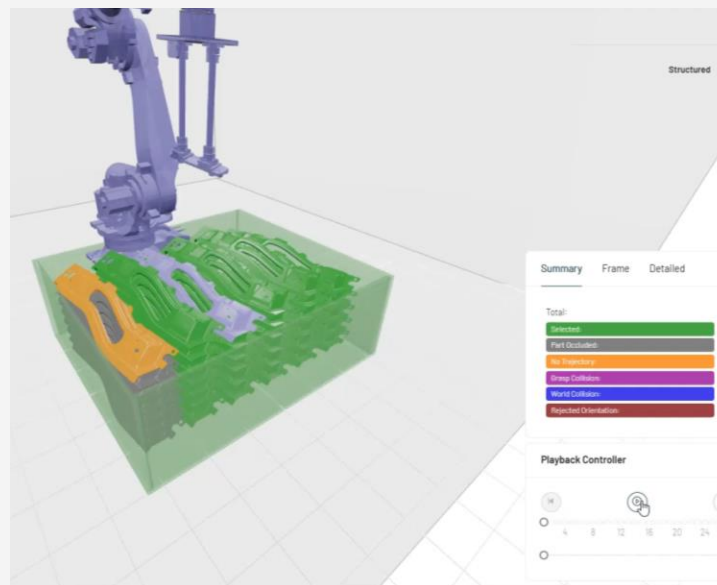 Structured
Summary Frame Detailed
Total:
Selected:
Part Occluded:
No Trajectory:
Grasp Collision:
World Collision:
Rejected Orientation:
Playback Controller
4 8 12 16 20 24